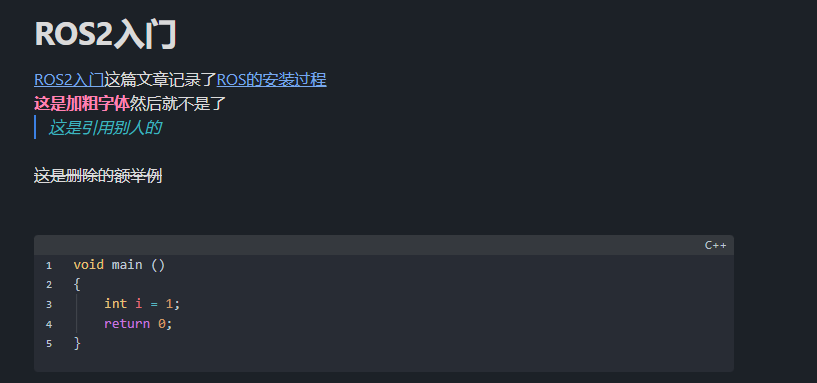 ROS2入门
ROS2入门这篇文章记录了ROS的安装过程
这是加粗字体然后就不是了
这是引用别人的
这是删除的额举例
C++
1 void main ()
2 {
3     int i = 1;
4     return 0;
5 }